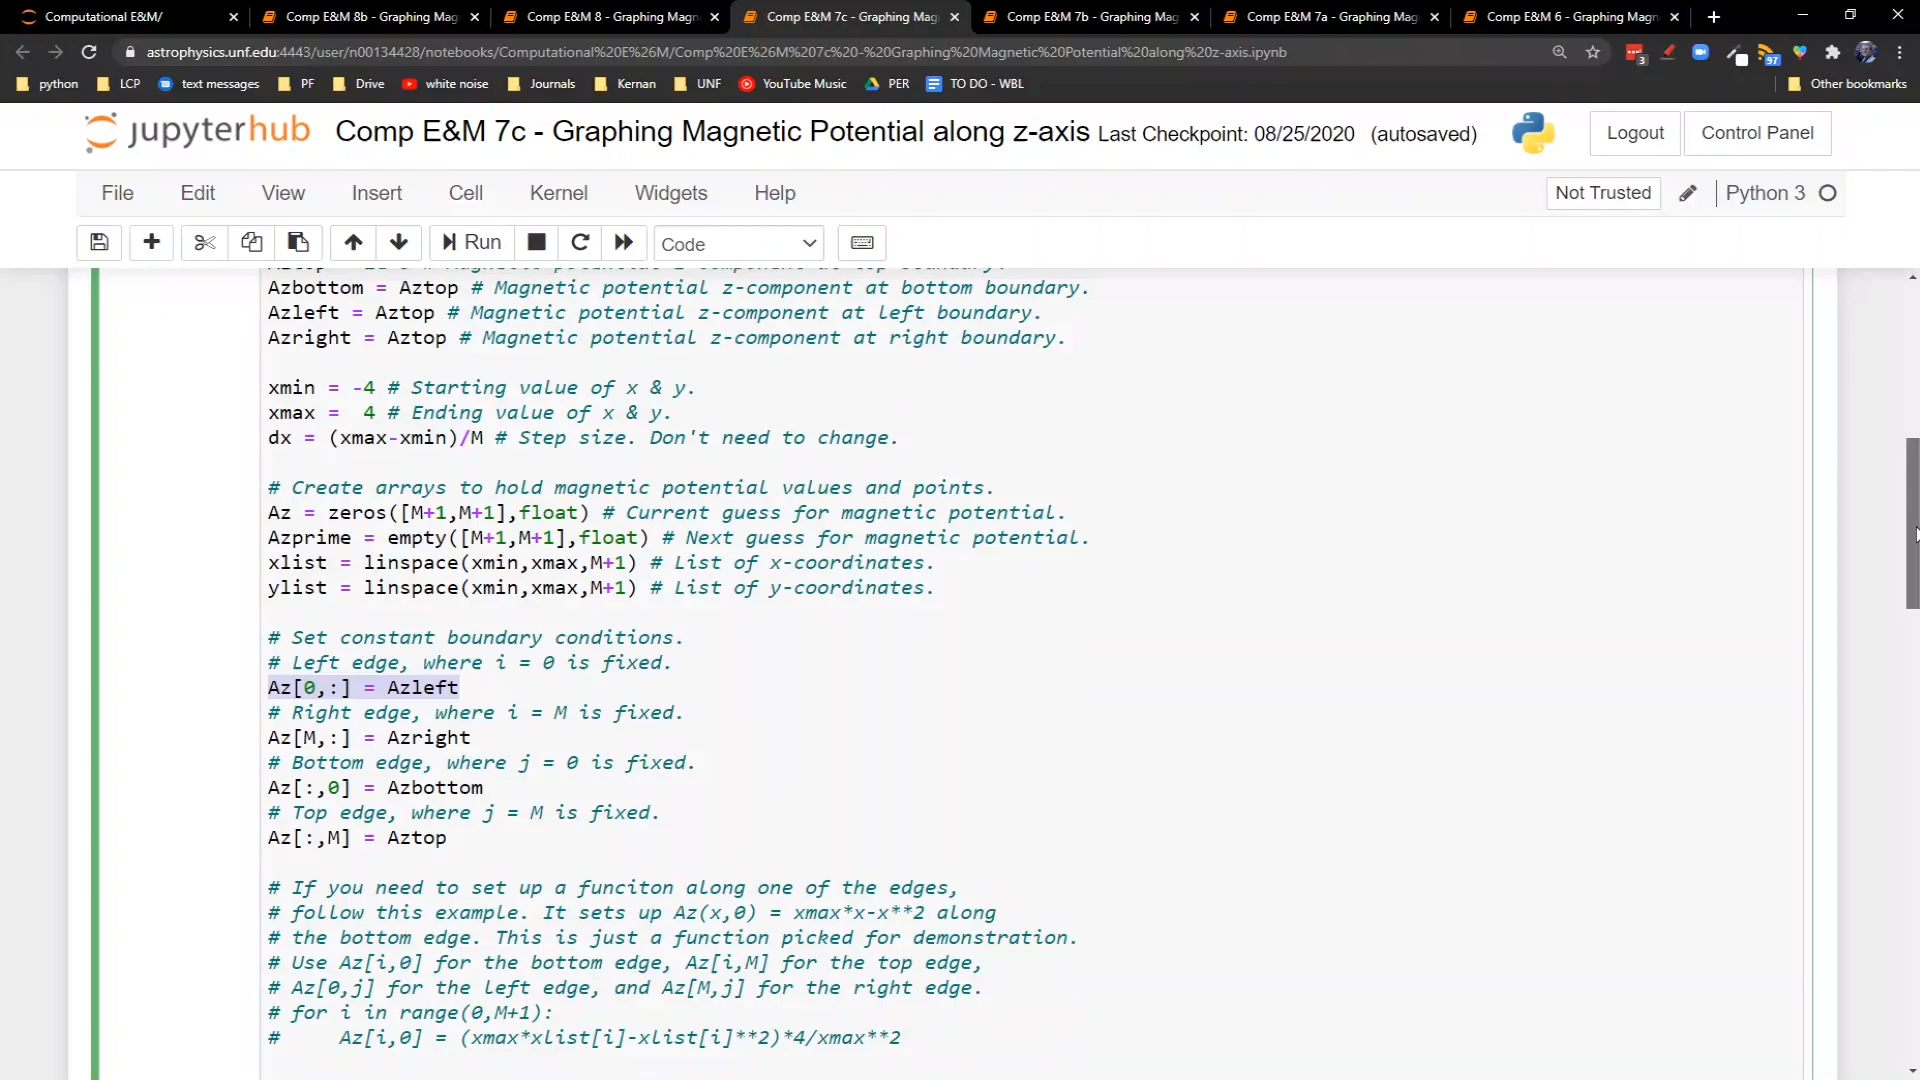 Computational E&M/
Comp E&M 8b - Graphing Mag
Comp E&M 8 - Graphing Magn
Comp E&M 7c - Graphing Mag
Comp E&M 7b - Graphing Mag
Comp E&M 7a - Graphing Mag
Comp E&M 6 - Graphing Magn
astrophysics.unf.edu:4443/user/n00134428/notebooks/Computational%20E%26M/Comp%20E%26M%207c%20-%20Graphing%20Magnetic%20Potential%20along%20z-axis.ipynb
3
97
python
LCP
text messages
PF
Drive
white noise
Journals
Kernan
UNF
YouTube Music
PER
TO DO - WBL
Other bookmarks
jupyterhub
Comp E&M 7c - Graphing Magnetic Potential along z-axis Last Checkpoint: 08/25/2020 (autosaved)
Logout
Control Panel
File
Edit
View
Insert
Cell
Kernel
Widgets
Help
Not Trusted
Python 3
Run
Code
Azbottom = Aztop # Magnetic potential z-component at bottom boundary.
Azleft = Aztop # Magnetic potential z-component at left boundary.
Azright = Aztop # Magnetic potential z-component at right boundary.
xmin = -4 # Starting value of x & y.
xmax =  4 # Ending value of x & y.
dx = (xmax-xmin)/M # Step size. Don't need to change.
# Create arrays to hold magnetic potential values and points.
Az = zeros([M+1,M+1],float) # Current guess for magnetic potential.
Azprime = empty([M+1,M+1],float) # Next guess for magnetic potential.
xlist = linspace(xmin,xmax,M+1) # List of x-coordinates.
ylist = linspace(xmin,xmax,M+1) # List of y-coordinates.
# Set constant boundary conditions.
# Left edge, where i = 0 is fixed.
Az[0,:] = Azleft
# Right edge, where i = M is fixed.
Az[M,:] = Azright
# Bottom edge, where j = 0 is fixed.
Az[:,0] = Azbottom
# Top edge, where j = M is fixed.
Az[:,M] = Aztop
# If you need to set up a funciton along one of the edges,
# follow this example. It sets up Az(x,0) = xmax*x-x**2 along
# the bottom edge. This is just a function picked for demonstration.
# Use Az[i,0] for the bottom edge, Az[i,M] for the top edge,
# Az[0,j] for the left edge, and Az[M,j] for the right edge.
# for i in range(0,M+1):
#     Az[i,0] = (xmax*xlist[i]-xlist[i]**2)*4/xmax**2